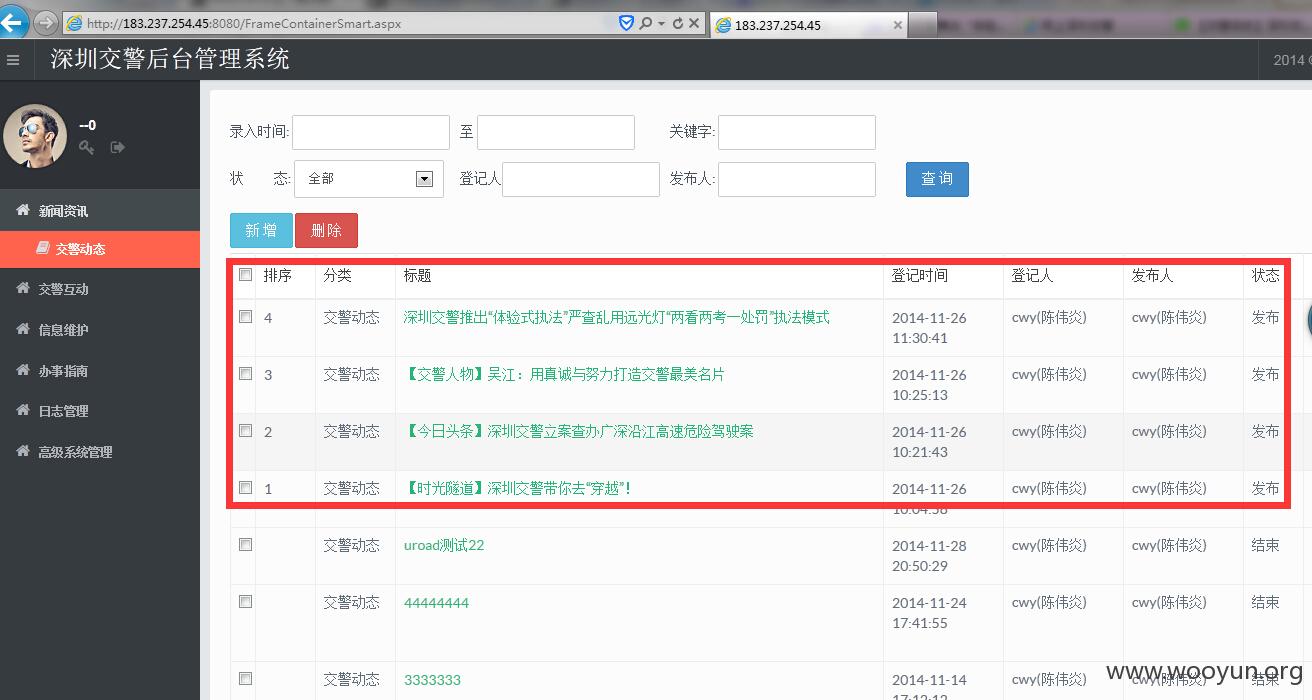 http://183.237.254.45:8080/FrameContainerSmart.aspx
183.237.254.45
深圳交警后台管理系统
2014
--0
新闻资讯
交警动态
交警互动
信息维护
办事指南
日志管理
高级系统管理
录入时间: 至 关键字:
状 态: 全部 登记人 发布人: 查 询
新 增 删 除
排序 分类 标题 登记时间 登记人 发布人 状态
4 交警动态 深圳交警推出“体验式执法”严查乱用远光灯“两看两考一处罚”执法模式 2014-11-26 cwy(陈伟炎) cwy(陈伟炎) 发布
11:30:41
3 交警动态 【交警人物】吴江：用真诚与努力打造交警最美名片 2014-11-26 cwy(陈伟炎) cwy(陈伟炎) 发布
10:25:13
2 交警动态 【今日头条】深圳交警立案查办广深沿江高速危险驾驶案 2014-11-26 cwy(陈伟炎) cwy(陈伟炎) 发布
10:21:43
1 交警动态 【时光隧道】深圳交警带你去“穿越”！ 2014-11-26 cwy(陈伟炎) cwy(陈伟炎) 发布
10:04:58
交警动态 uroad测试22 2014-11-28 cwy(陈伟炎) cwy(陈伟炎) 结束
20:50:29
交警动态 44444444 2014-11-24 cwy(陈伟炎) cwy(陈伟炎) 结束
17:41:55
交警动态 3333333 2014-11-14 cwy(陈伟炎) cwy(陈伟炎) 结束
www.wooyun.org